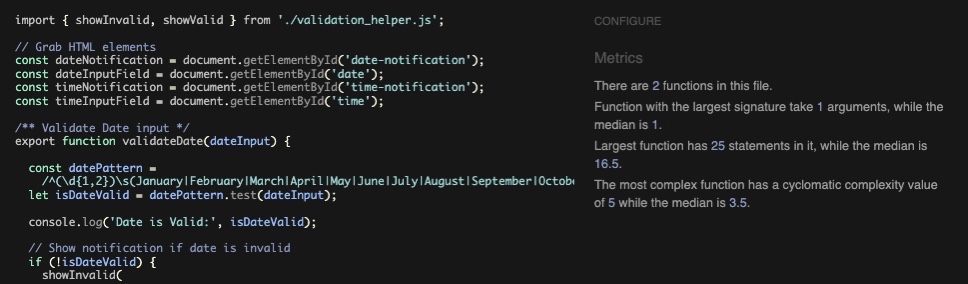 import { showInvalid, showValid } from './validation_helper.js';
// Grab HTML elements
const dateNotification = document.getElementById('date-notification');
const dateInputField = document.getElementById('date');
const timeNotification = document.getElementById('time-notification');
const timeInputField = document.getElementById('time');
/** Validate Date input */
export function validateDate(dateInput) {
const datePattern =
/^(\d{1,2})\s(January|February|March|April|May|June|July|August|September|Octobe
let isDateValid = datePattern.test(dateInput);
console.log('Date is Valid:', isDateValid);
// Show notification if date is invalid
if (!isDateValid) {
showInvalid(
CONFIGURE
Metrics
There are 2 functions in this file.
Function with the largest signature take 1 arguments, while the
median is 1.
Largest function has 25 statements in it, while the median is
16.5.
The most complex function has a cyclomatic complexity value
of 5 while the median is 3.5.